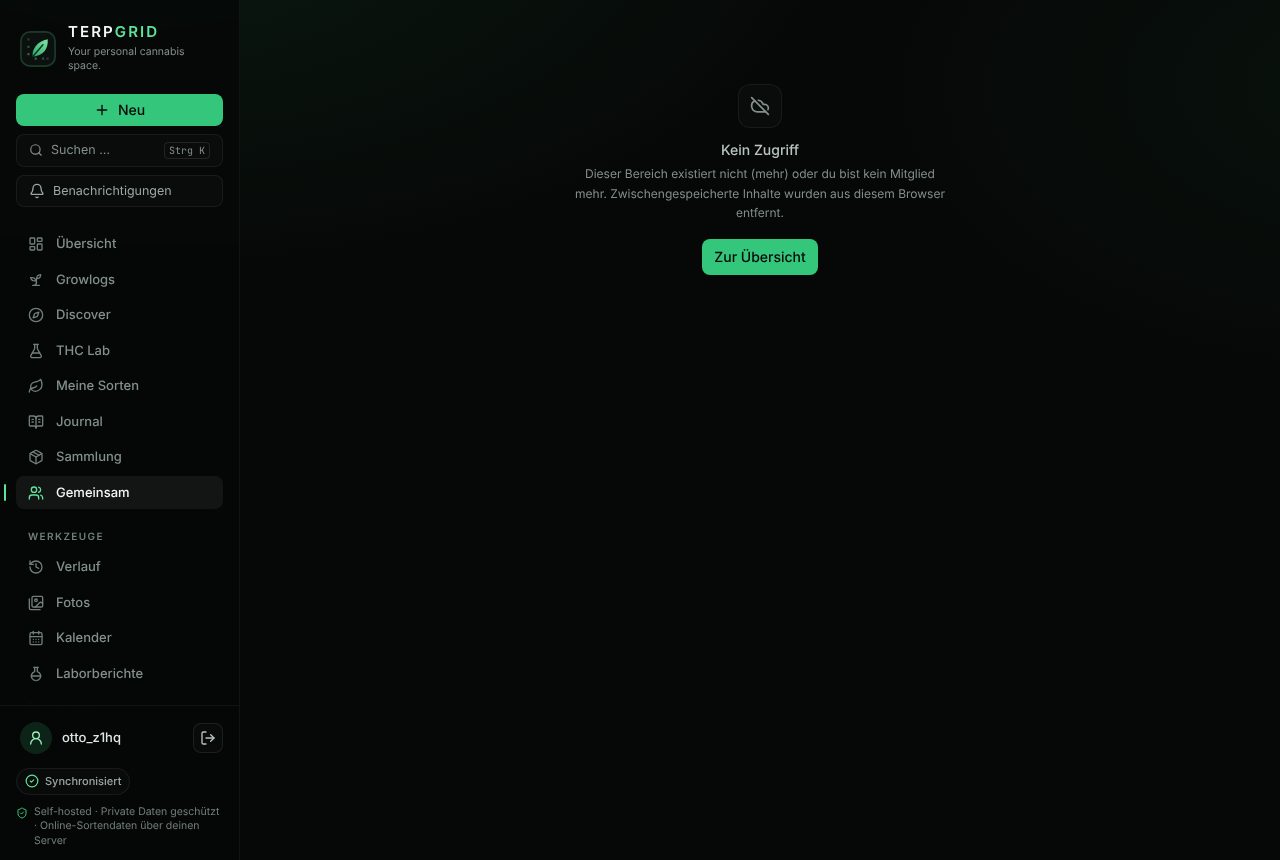 TERPGRID
Your personal cannabis
space.
Neu
Suchen ... Strg K
Benachrichtigungen
Übersicht
Growlogs
Discover
THC Lab
Meine Sorten
Journal
Sammlung
Gemeinsam
WERKZEUGE
Verlauf
Fotos
Kalender
Laborberichte
otto_z1hq
Synchronisiert
Self-hosted · Private Daten geschützt
· Online-Sortendaten über deinen
Server
Kein Zugriff
Dieser Bereich existiert nicht (mehr) oder du bist kein Mitglied
mehr. Zwischengespeicherte Inhalte wurden aus diesem Browser
entfernt.
Zur Übersicht